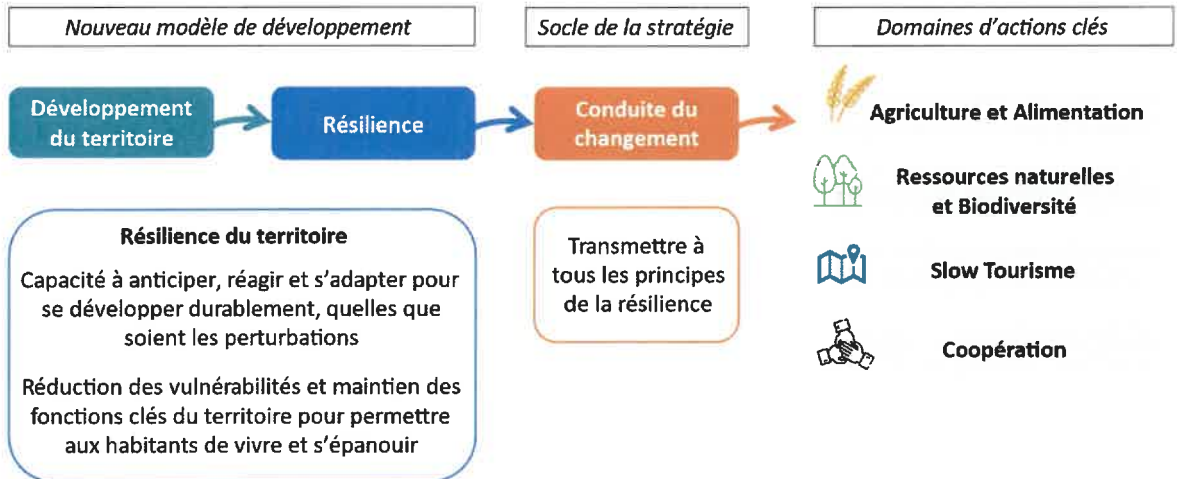 Nouveau modèle de développement
Socle de la stratégie
Domaines d'actions clés
Développement
du territoire
Résilience
Conduite du
changement
Agriculture et Alimentation
Ressources naturelles
et Biodiversité
Slow Tourisme
Coopération
Résilience du territoire
Capacité à anticiper, réagir et s'adapter pour
se développer durablement, quelles que
soient les perturbations
Réduction des vulnérabilités et maintien des
fonctions clés du territoire pour permettre
aux habitants de vivre et s'épanouir
Transmettre à
tous les principes
de la résilience